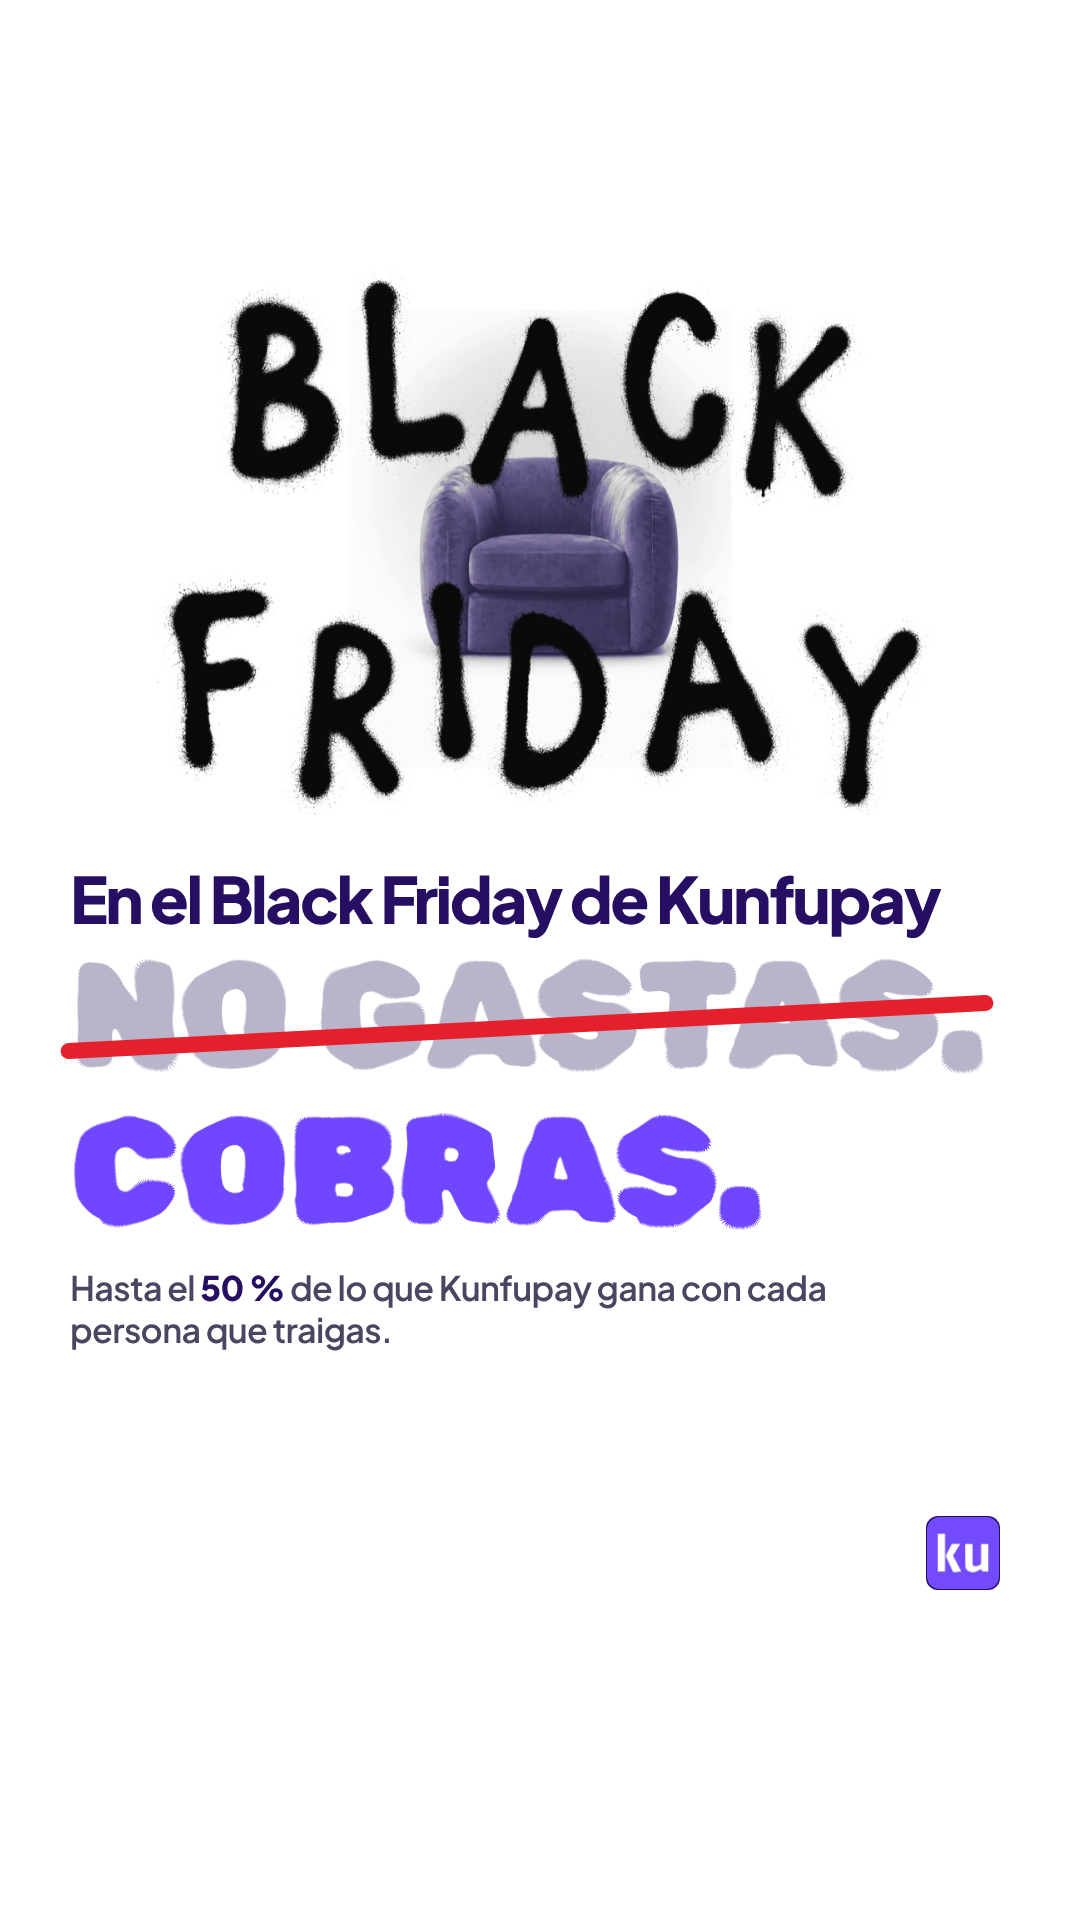 BLACK
FRIDAY
En el Black Friday de Kunfupay
NO GASTAS.
COBRAS.
Hasta el 50 % de lo que Kunfupay gana con cada
persona que traigas.
ku